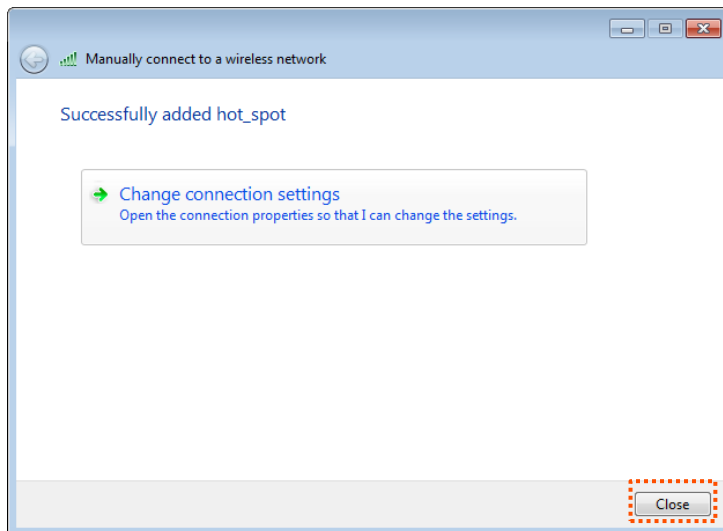 Manually connect to a wireless network
Successfully added hot_spot
Change connection settings
Open the connection properties so that I can change the settings.
Close